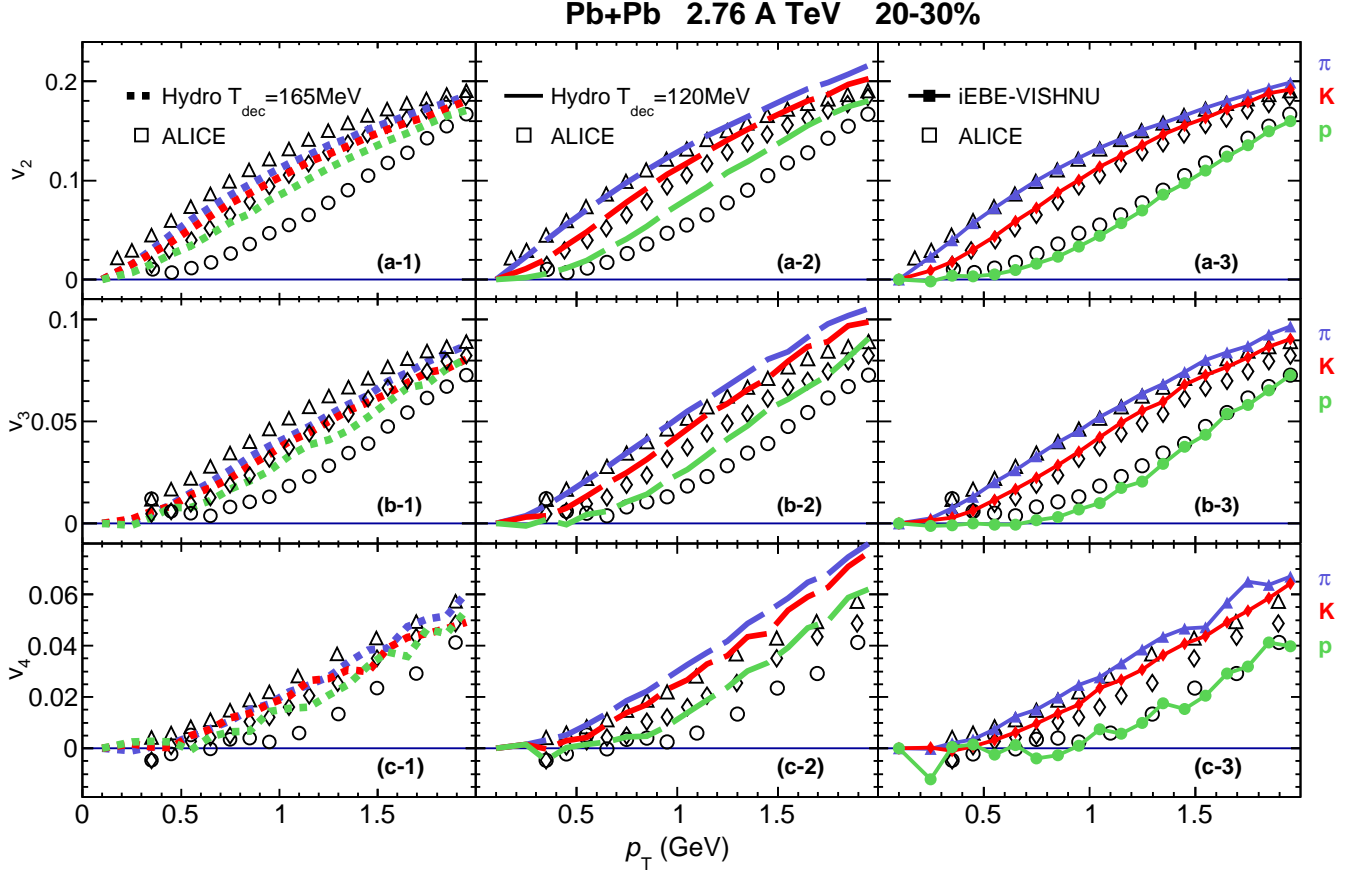 Pb+Pb 2.76 A TeV 20-30%
v2
0.2
0.1
0
Hydro Tdec=165MeV
ALICE
(a-1)
Hydro Tdec=120MeV
ALICE
(a-2)
iEBE-VISHNU
ALICE
(a-3)
π
K
p
v3
0.1
0.05
0
(b-1)
(b-2)
(b-3)
π
K
p
v4
0.06
0.04
0.02
0
(c-1)
(c-2)
(c-3)
π
K
p
0 0.5 1 1.5 0.5 1 1.5 0.5 1 1.5 2
pT (GeV)